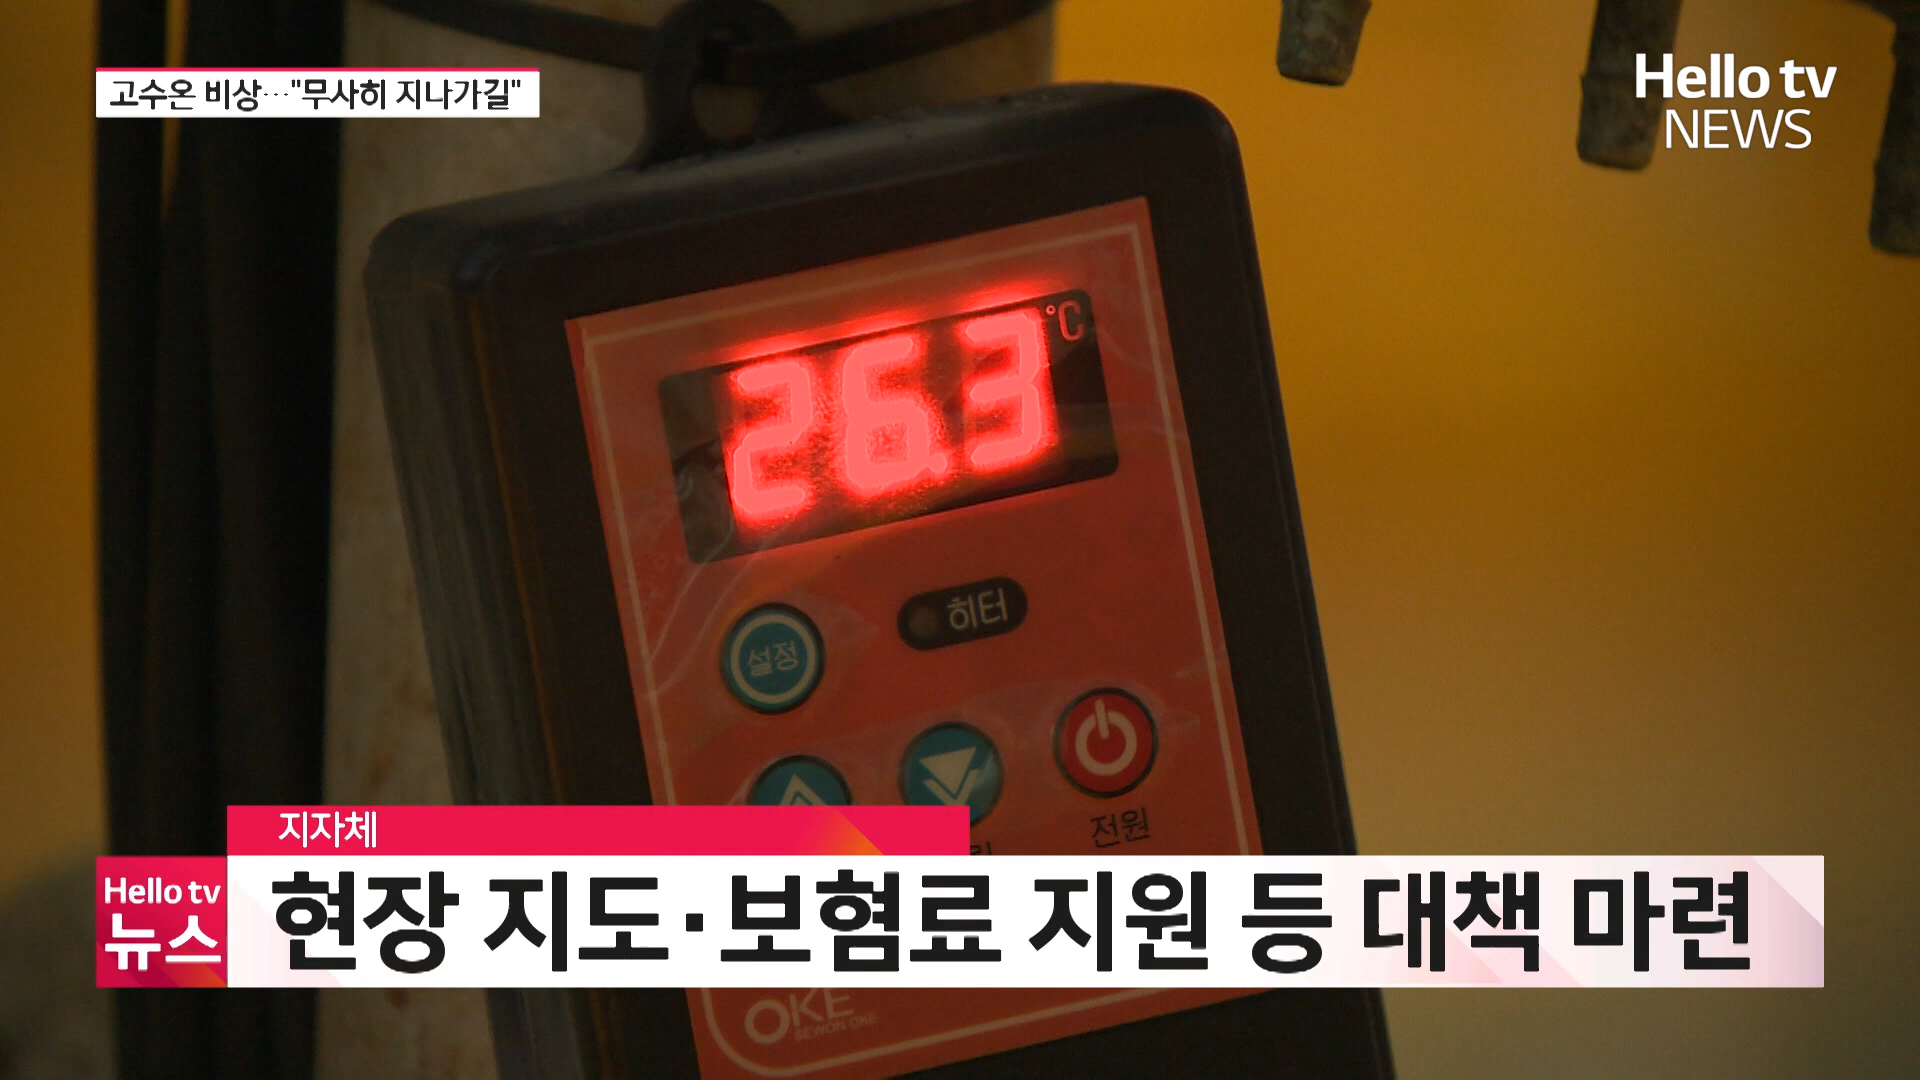 고수온 비상…"무사히 지나가길"
Hello tv
NEWS
26.3 °C
히터
설정
전원
지자체
Hello tv
뉴스
현장 지도·보험료 지원 등 대책 마련
OKE
SEWON OKE